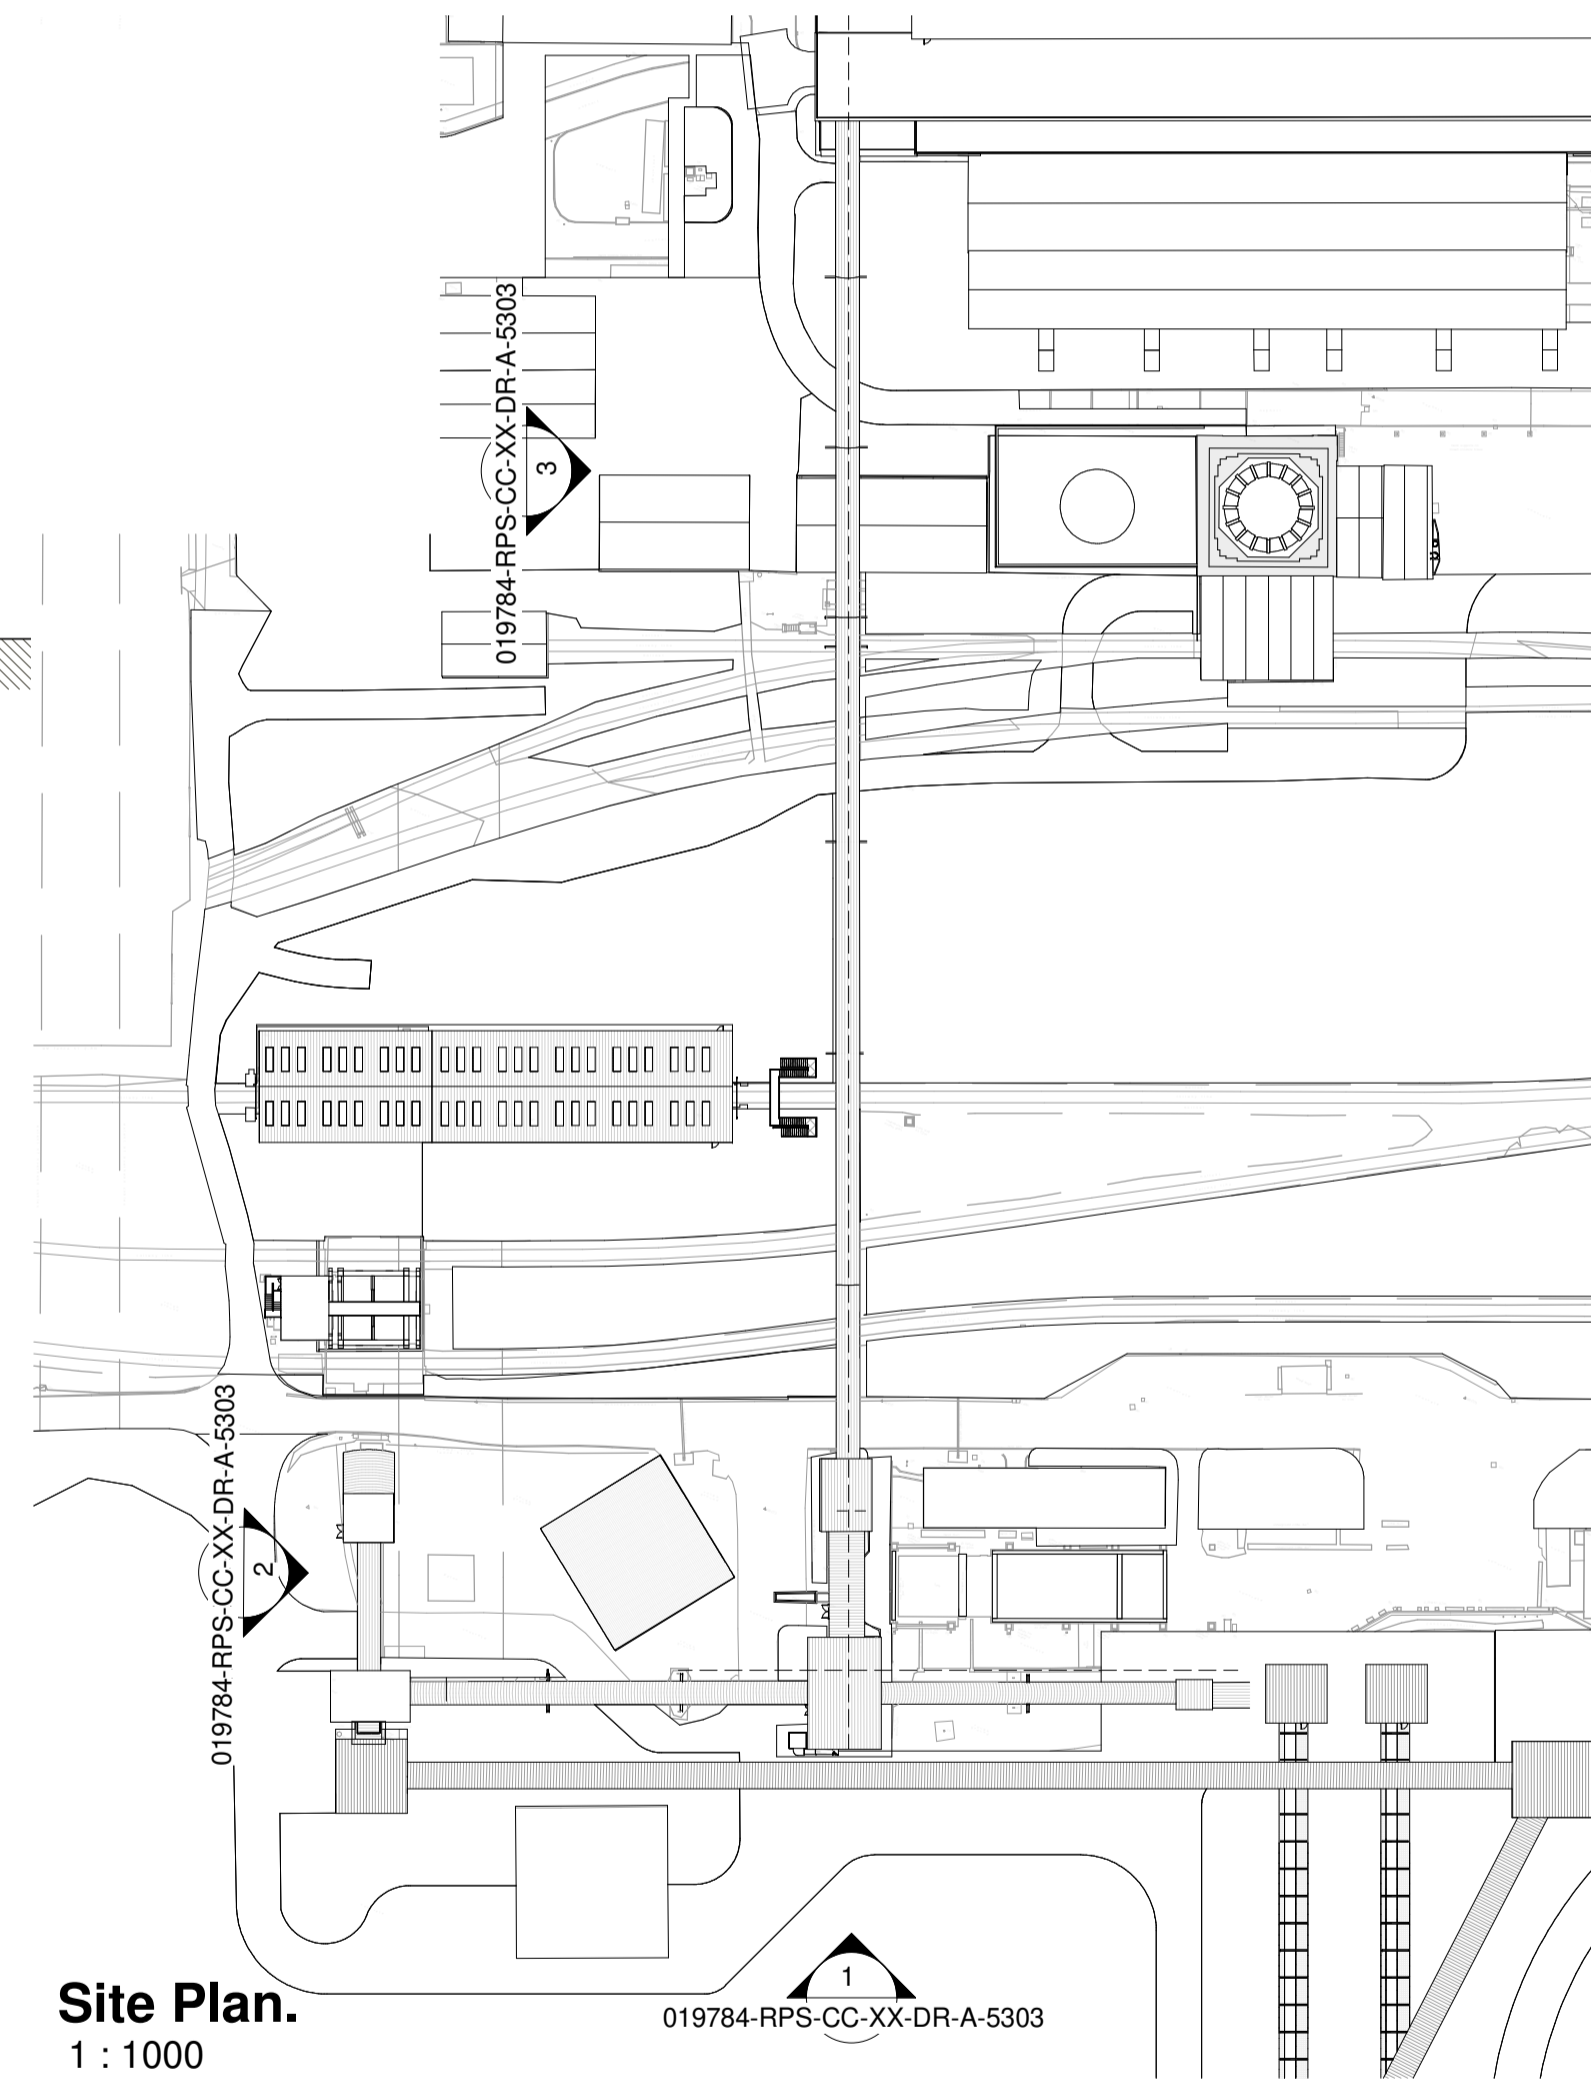 019784-RPS-CC-XX-DR-A-5303
3
019784-RPS-CC-XX-DR-A-5303
2
Site Plan.
1 : 1000
1
019784-RPS-CC-XX-DR-A-5303